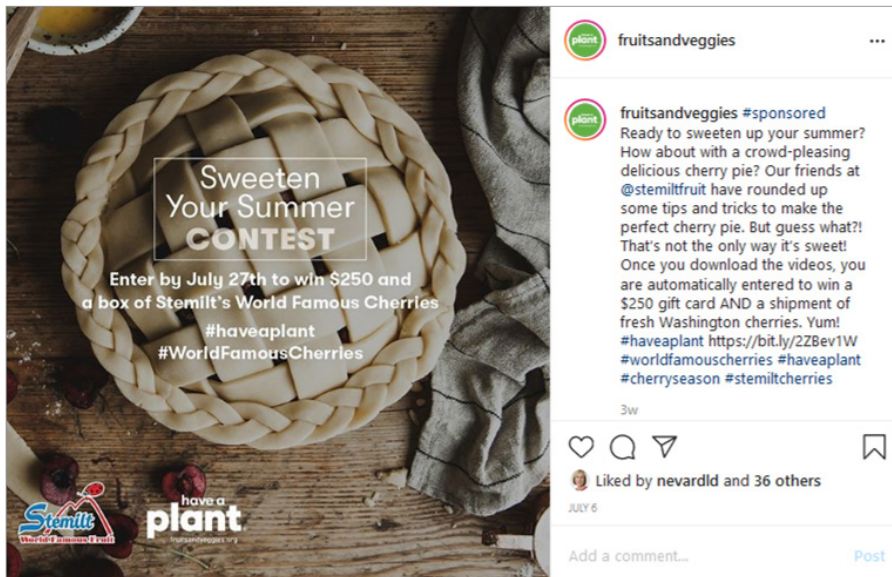 Sweeten
Your Summer
CONTEST
Enter by July 27th to win $250 and
a box of Stemilt's World Famous Cherries
#haveaplant
#WorldFamousCherries
Stemilt
World Famous Fruit
have a
plant
fruitsandveggies.org
plant
fruitsandveggies
...
plant
fruitsandveggies #sponsored
Ready to sweeten up your summer?
How about with a crowd-pleasing
delicious cherry pie? Our friends at
@stemiltfruit have rounded up
some tips and tricks to make the
perfect cherry pie. But guess what?!
That's not the only way it's sweet!
Once you download the videos, you
are automatically entered to win a
$250 gift card AND a shipment of
fresh Washington cherries. Yum!
#haveaplant https://bit.ly/2ZBev1W
#worldfamouscherries #haveaplant
#cherryseason #stemiltcherries
3w
Liked by nevardld and 36 others
JULY 6
Add a comment...
Post